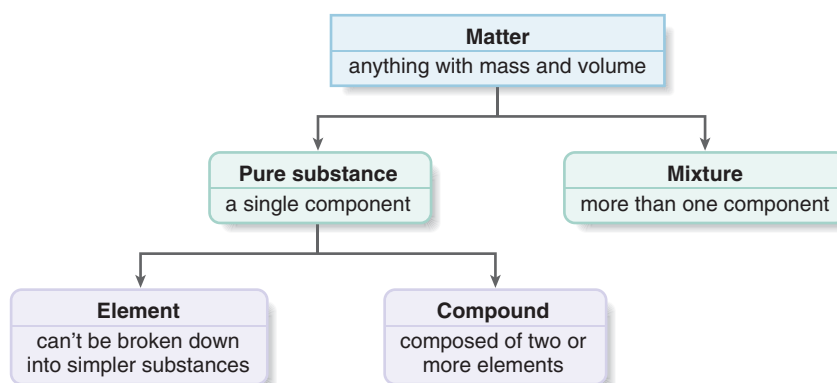 Matter
anything with mass and volume
Pure substance
a single component
Mixture
more than one component
Element
can’t be broken down
into simpler substances
Compound
composed of two or
more elements